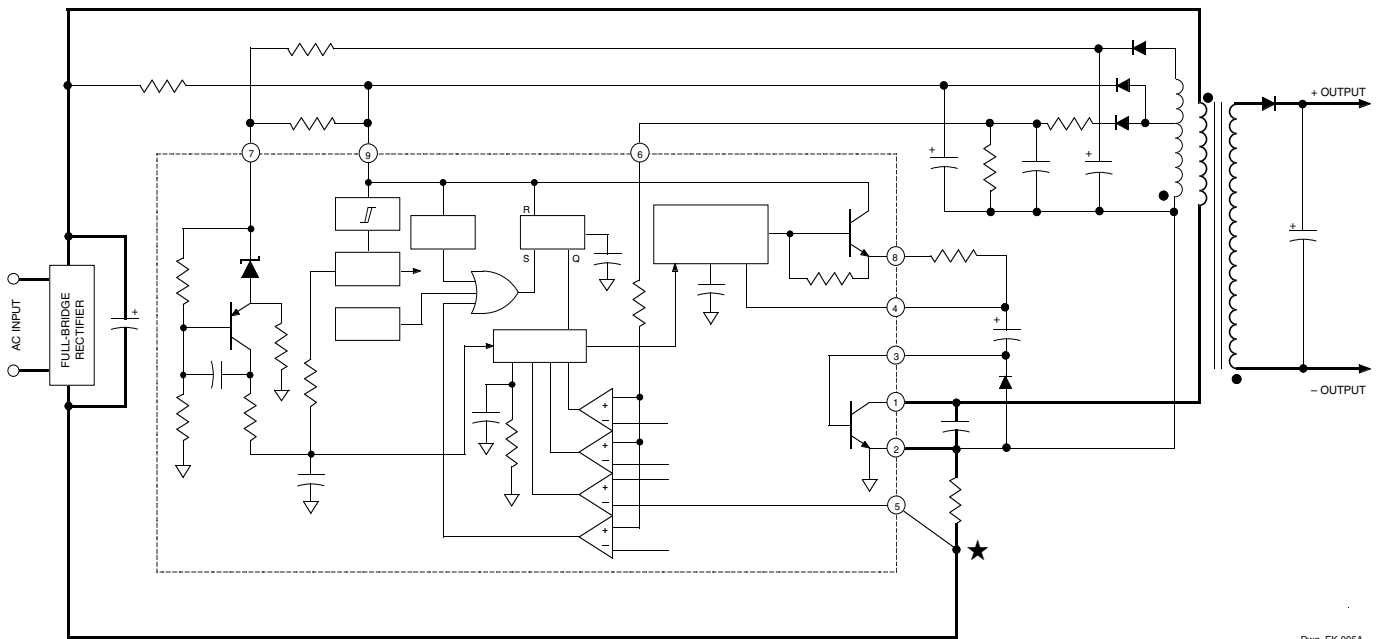 + OUTPUT
7
9
6
+
+
+
+
R
S
Q
8
4
+
3
1
2
5
AC INPUT
FULL-BRIDGE
RECTIFIER
+
+
–
+
–
+
–
+
–
– OUTPUT